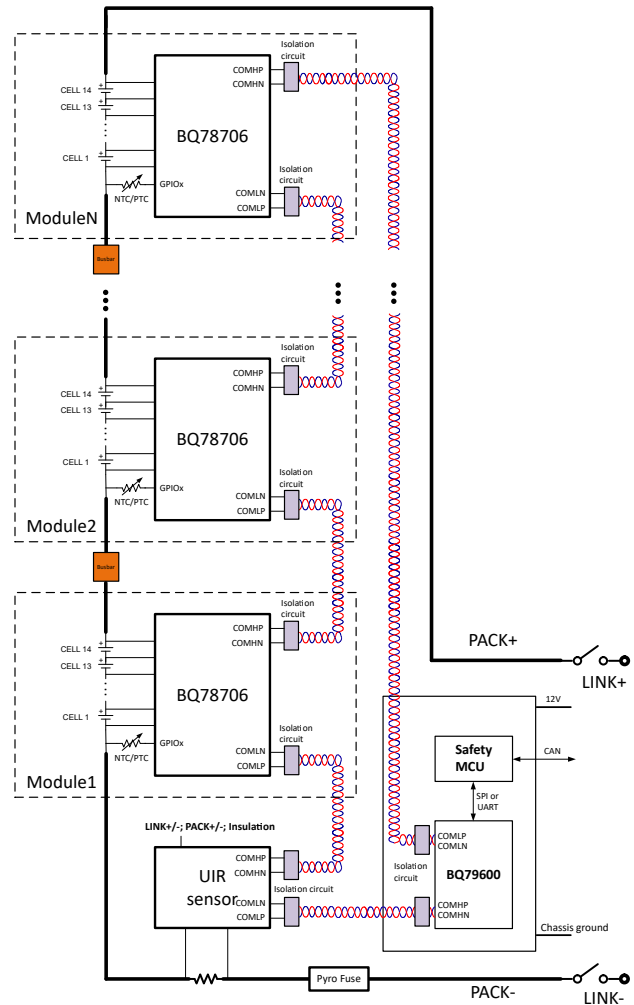 Isolation
circuit
COMHP
COMHN
CELL 14
CELL 13
BQ78706
CELL 1
Isolation
circuit
GPIOx
COMLN
COMLP
NTC/PTC
ModuleN
Busbar
Isolation
circuit
COMHP
COMHN
CELL 14
CELL 13
BQ78706
CELL 1
Isolation
circuit
GPIOx
COMLN
COMLP
NTC/PTC
Module2
Busbar
Isolation
circuit
COMHP
COMHN
CELL 14
CELL 13
BQ78706
CELL 1
Isolation
circuit
GPIOx
COMLN
COMLP
NTC/PTC
Module1
PACK+
LINK+
12V
Safety
MCU
CAN
SPI or
UART
LINK+/-; PACK+/-; Insulation
COMHP
COMHN
UIR
sensor
Isolation circuit
COMLN
COMLP
COMLP
COMLN
Isolation
circuit
BQ79600
COMHP
COMHN
Chassis ground
Pyro Fuse
PACK-
LINK-